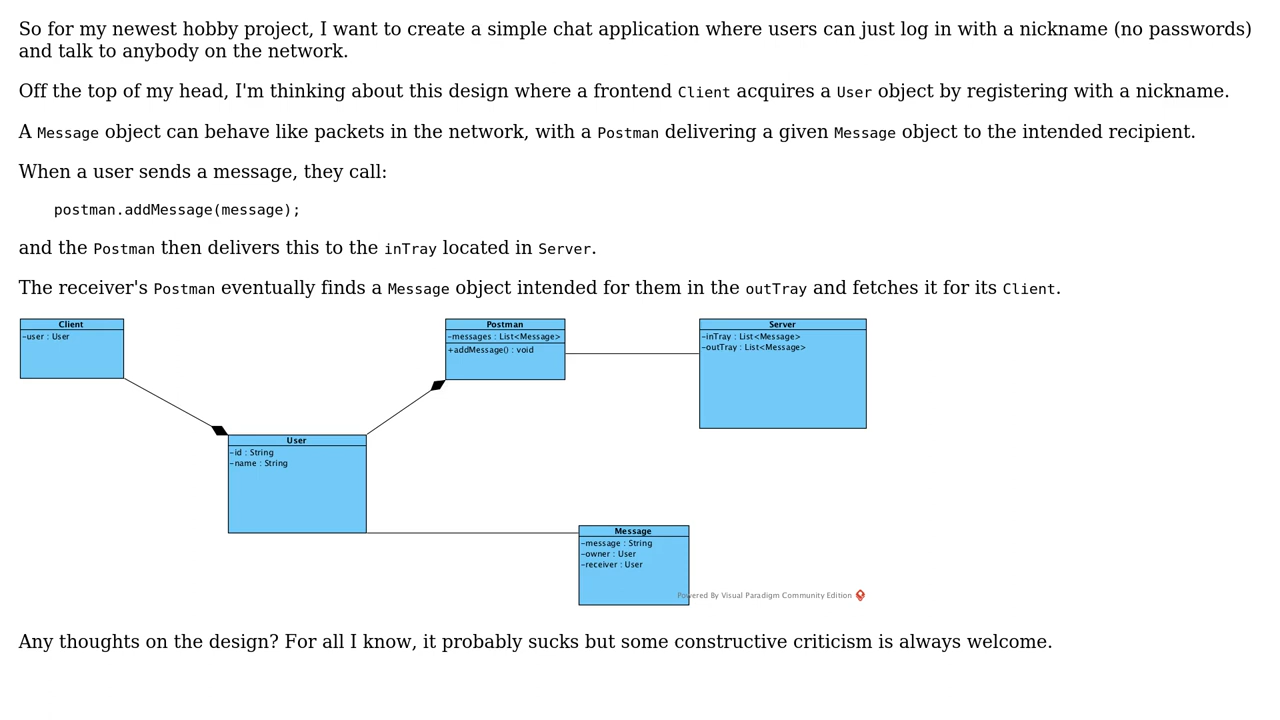 So for my newest hobby project, I want to create a simple chat application where users can just log in with a nickname (no passwords)
and talk to anybody on the network.
Off the top of my head, I'm thinking about this design where a frontend Client acquires a User object by registering with a nickname.
A Message object can behave like packets in the network, with a Postman delivering a given Message object to the intended recipient.
When a user sends a message, they call:
postman.addMessage(message);
and the Postman then delivers this to the inTray located in Server.
The receiver's Postman eventually finds a Message object intended for them in the outTray and fetches it for its Client.
Client
-user : User
Postman
-messages : List<Message>
+addMessage() : void
Server
-inTray : List<Message>
-outTray : List<Message>
User
-id : String
-name : String
Message
-message : String
-owner : User
-receiver : User
Powered By Visual Paradigm Community Edition
Any thoughts on the design? For all I know, it probably sucks but some constructive criticism is always welcome.